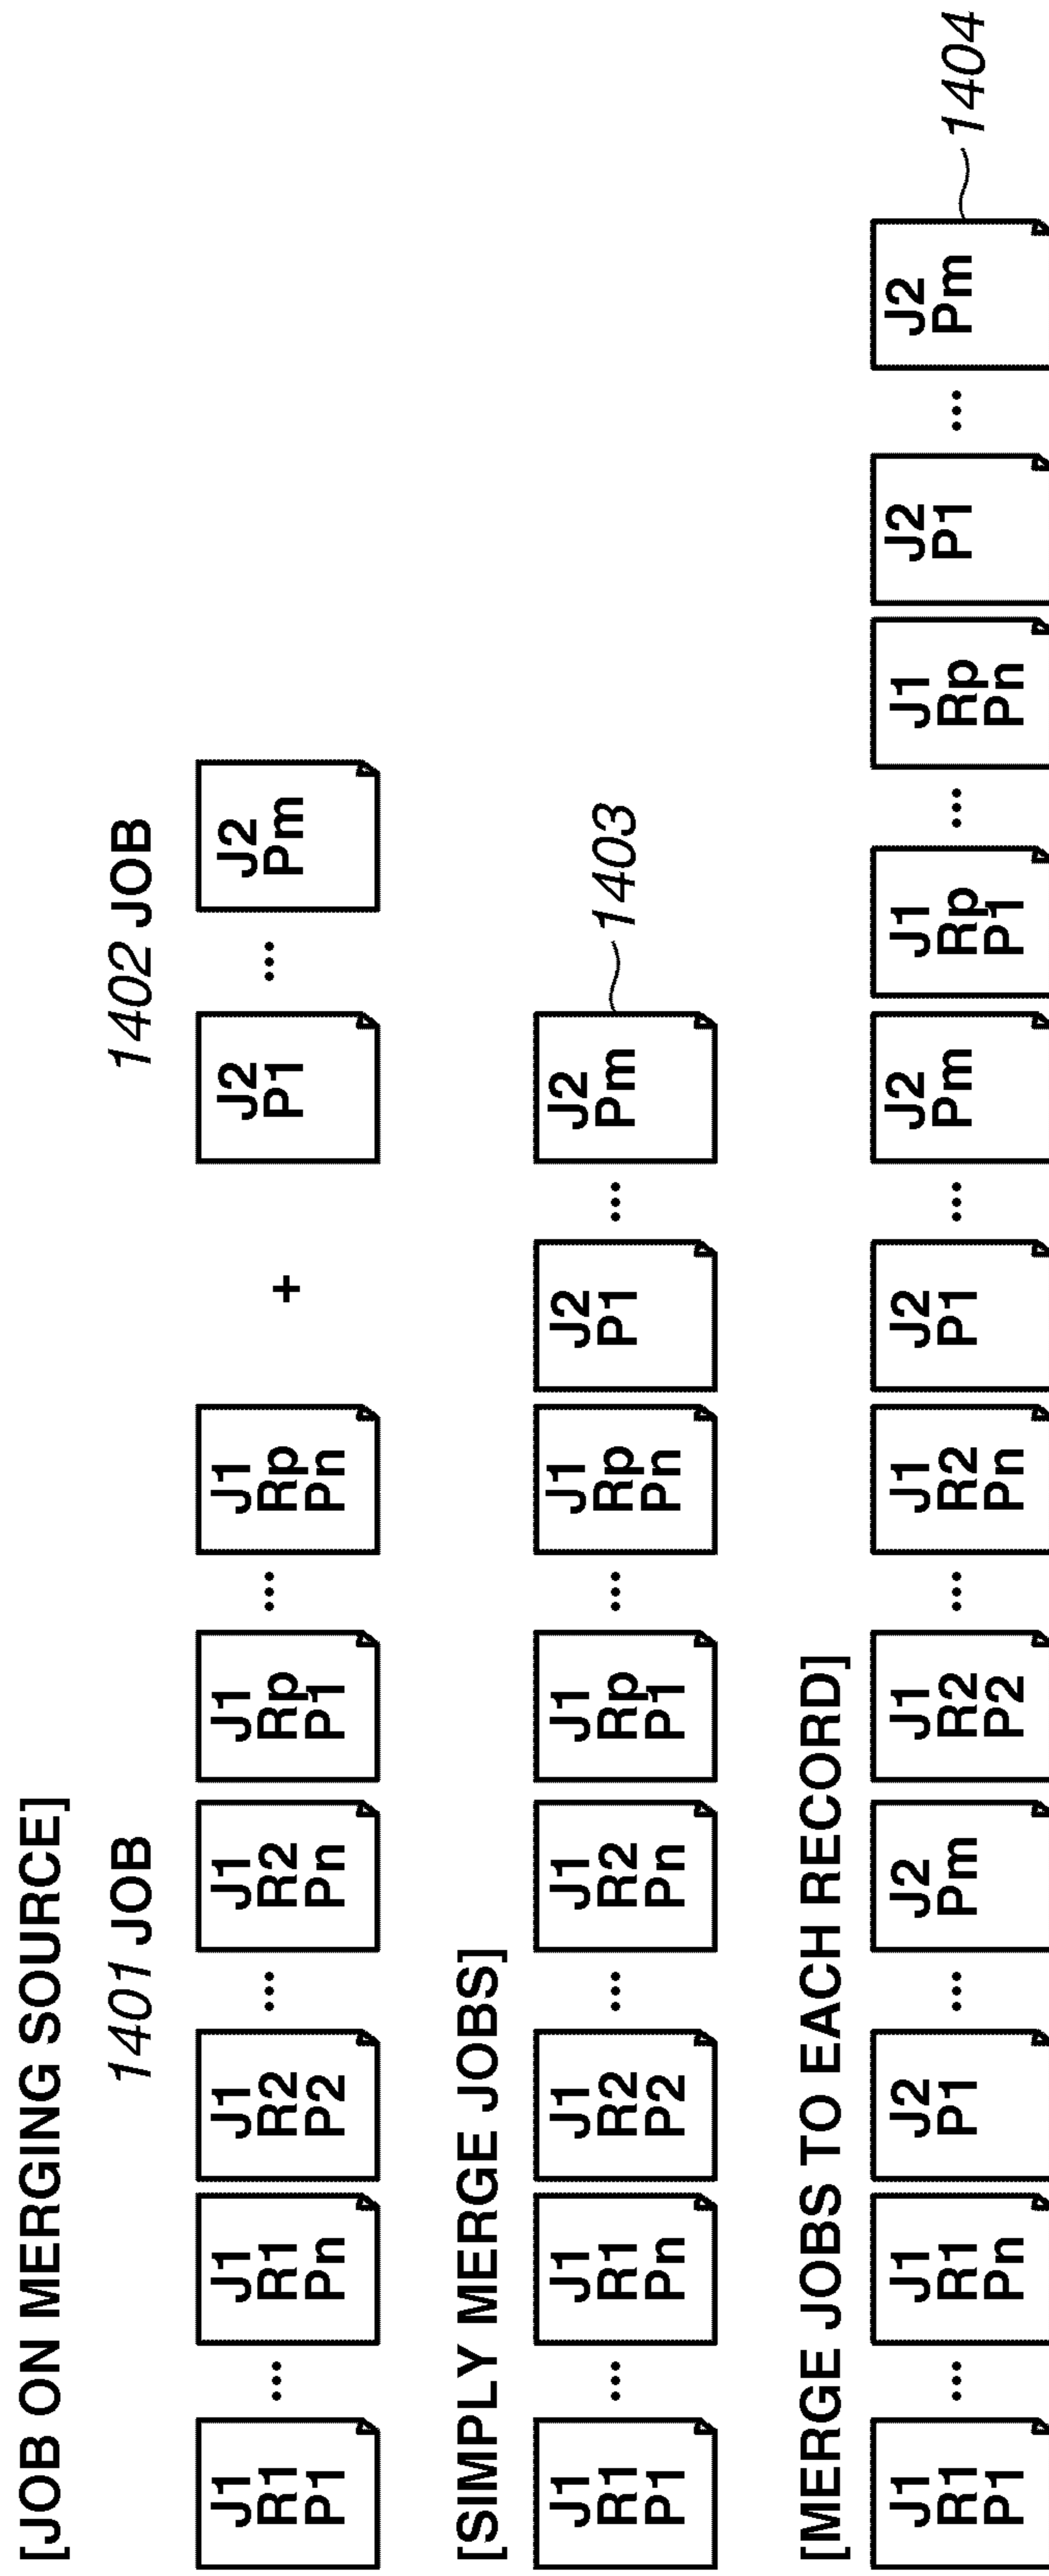 [JOB ON MERGING SOURCE]
1401 JOB 1402 JOB
J1 J1 J1 J1 J1 J1 J2 J2
R1 R1 R2 R2 Rp Rp P1 Pm
P1 ... Pn P2 ... Pn P1 ... Pn + ...
[SIMPLY MERGE JOBS]
J1 J1 J1 J1 J1 J1 J2 J2 1403
R1 R1 R2 R2 Rp Rp P1 Pm
P1 ... Pn P2 ... Pn P1 ... Pn ...
[MERGE JOBS TO EACH RECORD]
J1 J1 J2 J2 J1 J1 J2 J2 J1 J1 J2 J2 1404
R1 R1 P1 Pm R2 R2 P1 Pm Rp Rp P1 Pm
P1 ... Pn ... P2 ... Pn ... P1 ... Pn ...